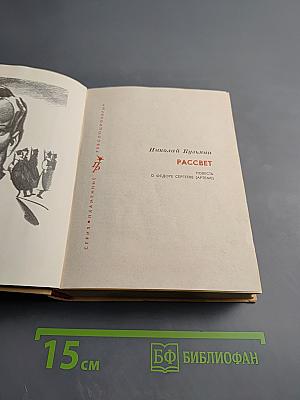 Николай Кузьмин
РАССВЕТ
ПОВЕСТЬ
О ФЕДОРЕ СЕРГЕЕВЕ (АРТЕМЕ)
СЕРИЯ • ПЛАМЕННЫЕ РЕВОЛЮЦИОНЕРЫ
15 см
БФ БИБЛИОФАН